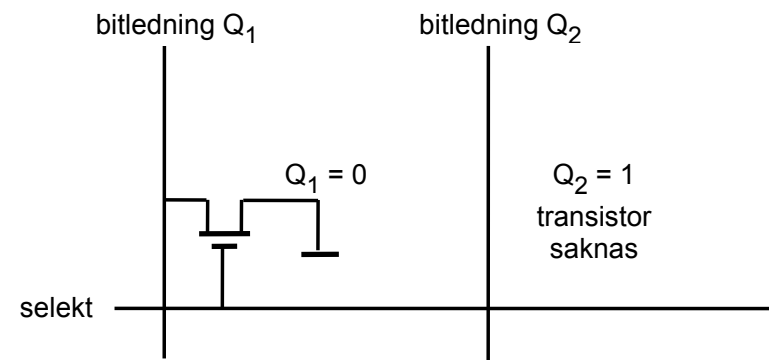 bitledning Q1
bitledning Q2
Q1 = 0
Q2 = 1
transistor
saknas
selekt